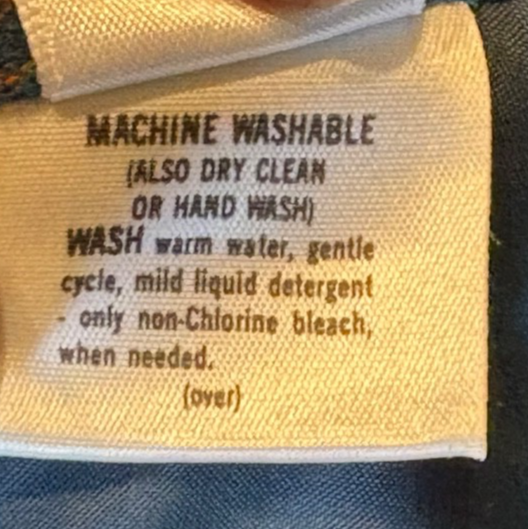 MACHINE WASHABLE
(ALSO DRY CLEAN
OR HAND WASH)
WASH warm water, gentle
cycle, mild liquid detergent
- only non-Chlorine bleach,
when needed.
(over)